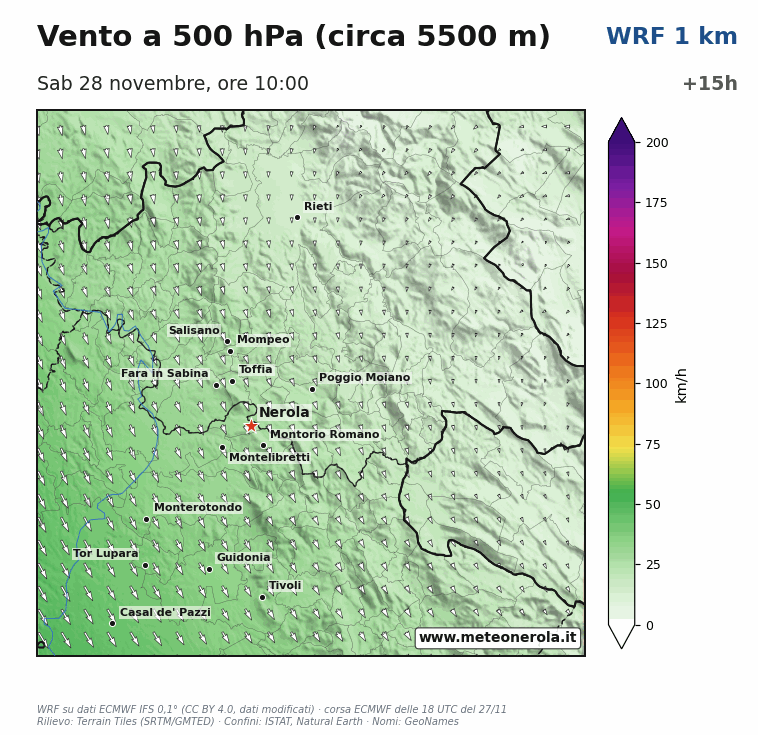 Vento a 500 hPa (circa 5500 m)
WRF 1 km
Sab 28 novembre, ore 10:00
+15h
Rieti
Salisano
Mompeo
Toffia
Fara in Sabina
Poggio Moiano
Nerola
Montorio Romano
Montelibretti
Monterotondo
Tor Lupara
Guidonia
Tivoli
Casal de' Pazzi
www.meteonerola.it
200
175
150
125
100
75
50
25
0
km/h
WRF su dati ECMWF IFS 0,1° (CC BY 4.0, dati modificati) · corsa ECMWF delle 18 UTC del 27/11
Rilievo: Terrain Tiles (SRTM/GMTED) · Confini: ISTAT, Natural Earth · Nomi: GeoNames